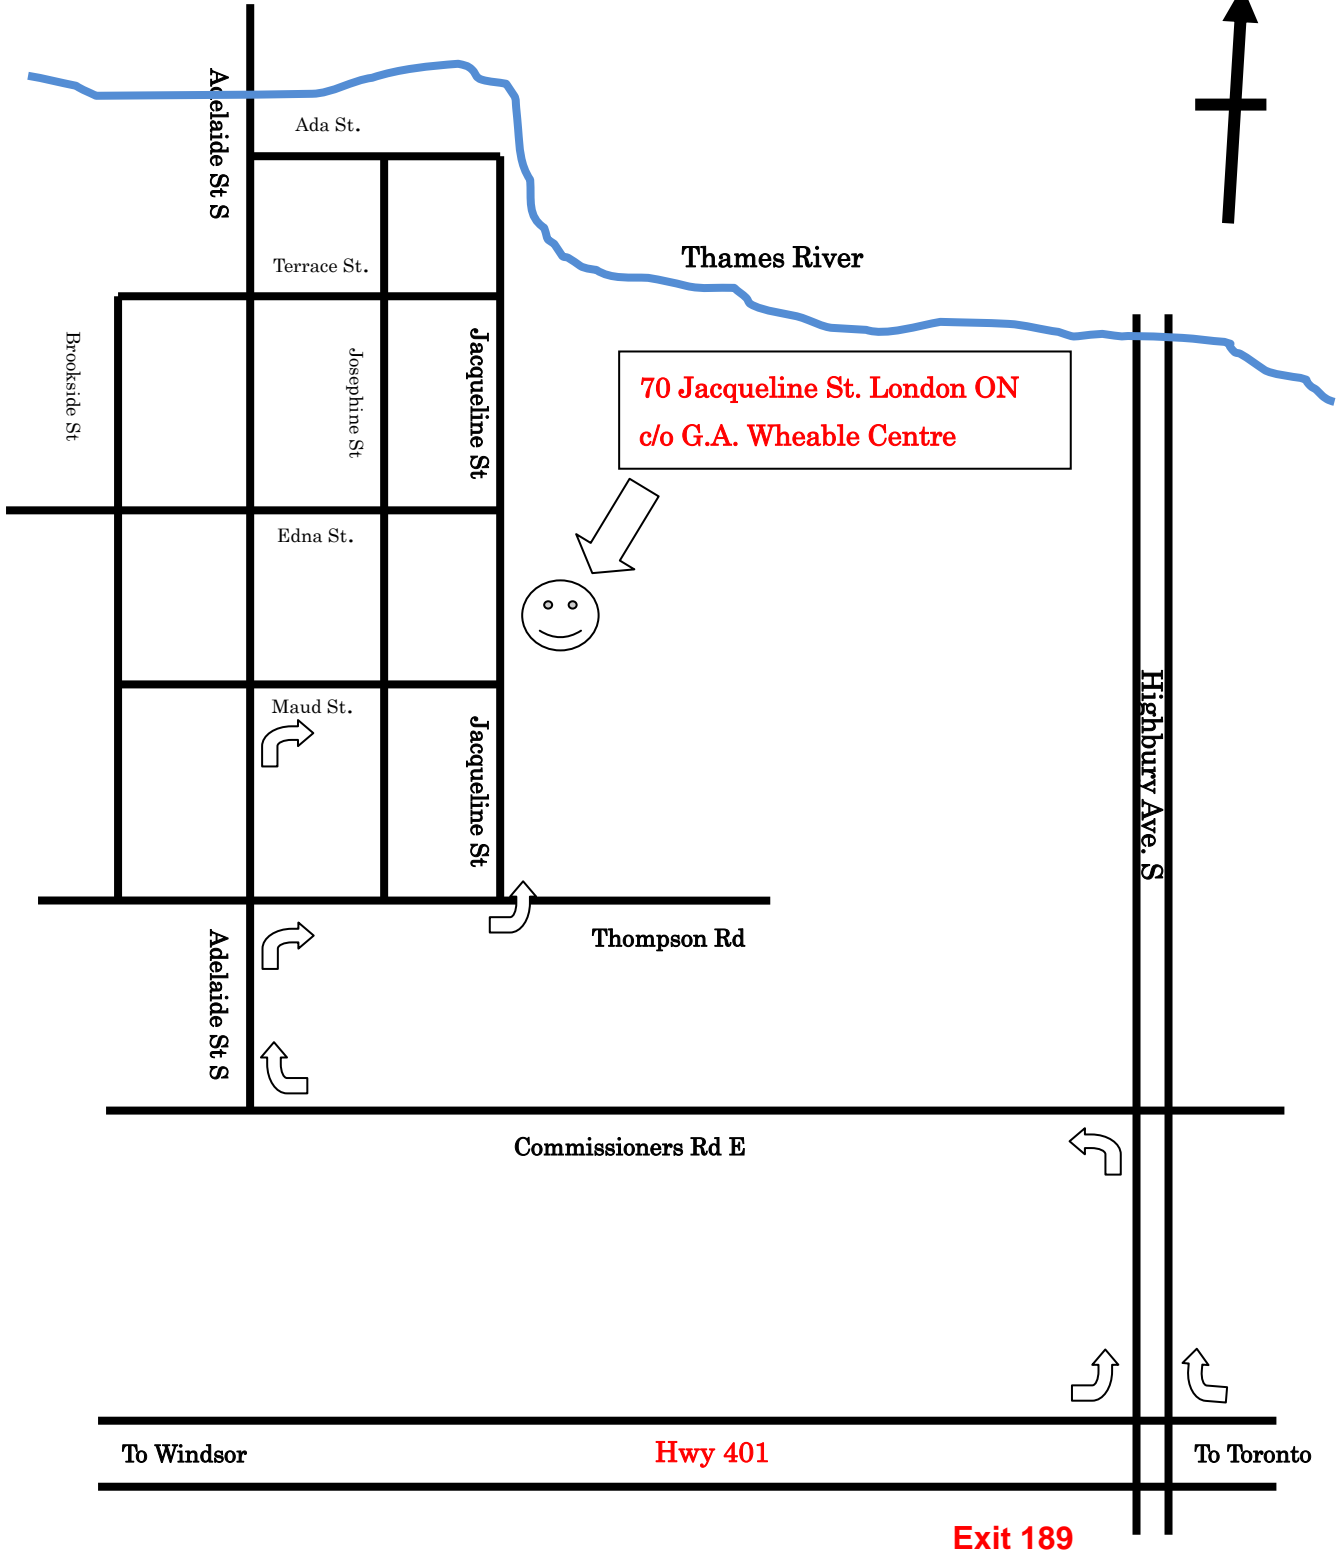 Adelaide St S
Ada St.
Terrace St.
Thames River
Brookside St
Josephine St
Jacqueline St
70 Jacqueline St. London ON
c/o G.A. Wheable Centre
Edna St.
Maud St.
Jacqueline St
Highbury Ave. S
Thompson Rd
Adelaide St S
Commissioners Rd E
To Windsor
Hwy 401
To Toronto
Exit 189